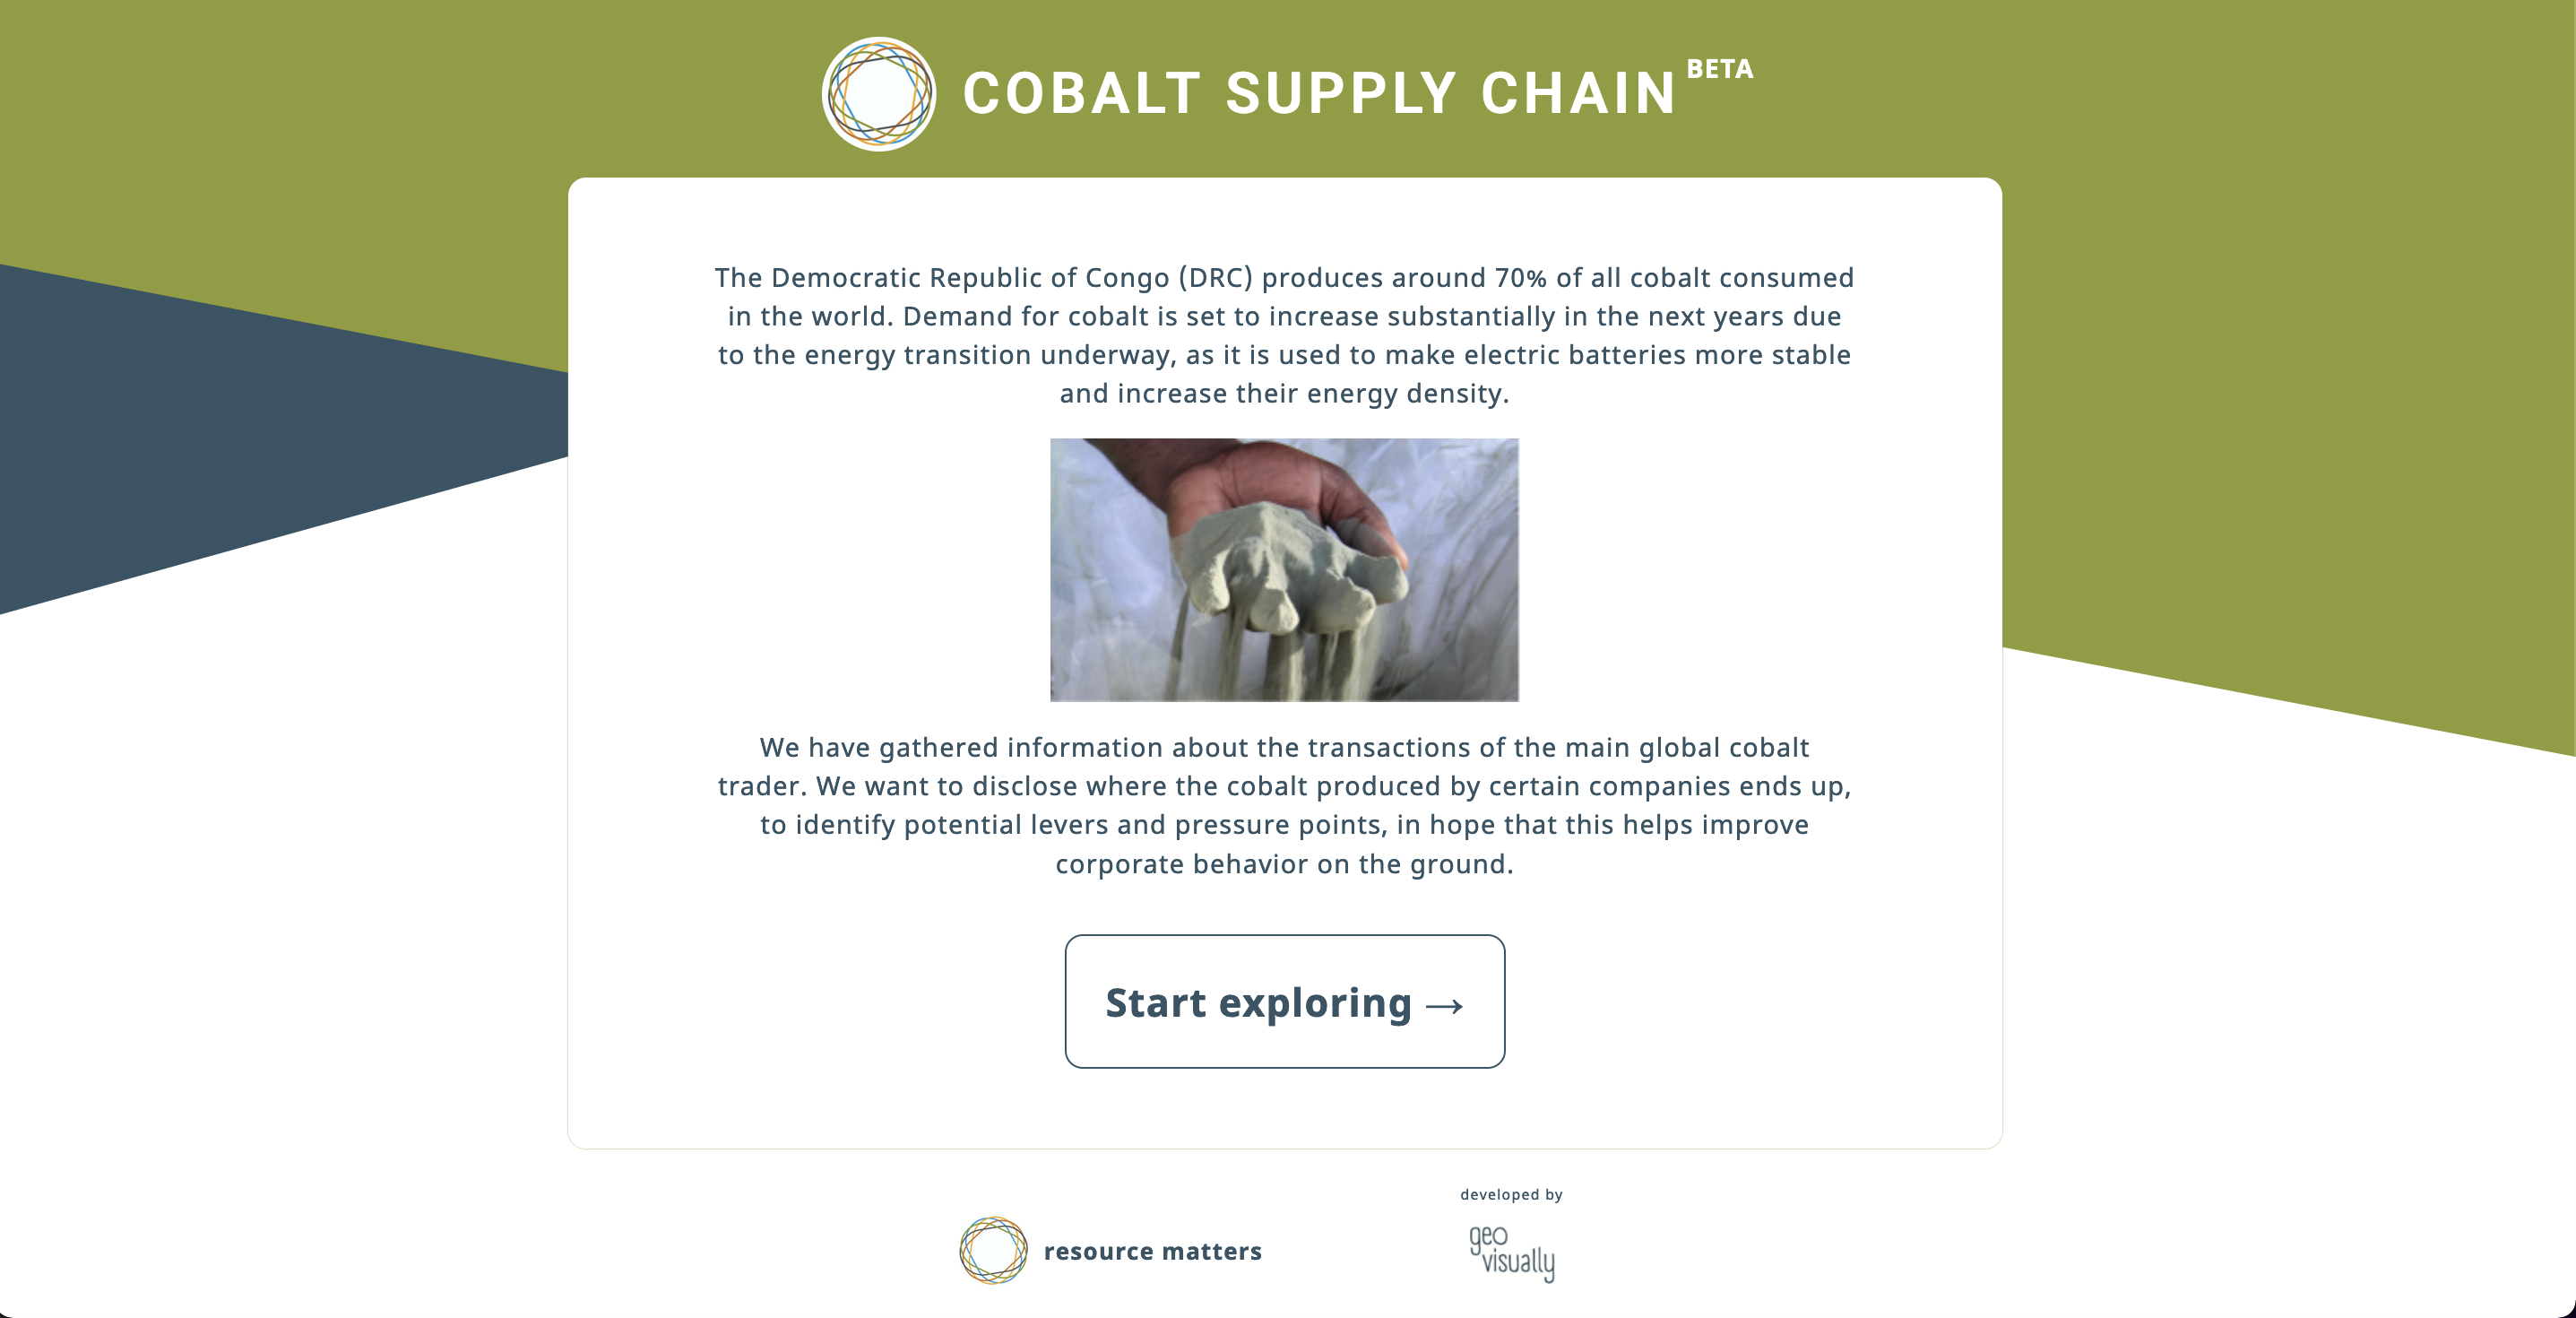 COBALT SUPPLY CHAIN BETA
The Democratic Republic of Congo (DRC) produces around 70% of all cobalt consumed
in the world. Demand for cobalt is set to increase substantially in the next years due
to the energy transition underway, as it is used to make electric batteries more stable
and increase their energy density.
We have gathered information about the transactions of the main global cobalt
trader. We want to disclose where the cobalt produced by certain companies ends up,
to identify potential levers and pressure points, in hope that this helps improve
corporate behavior on the ground.
Start exploring →
resource matters
developed by
geo
visually